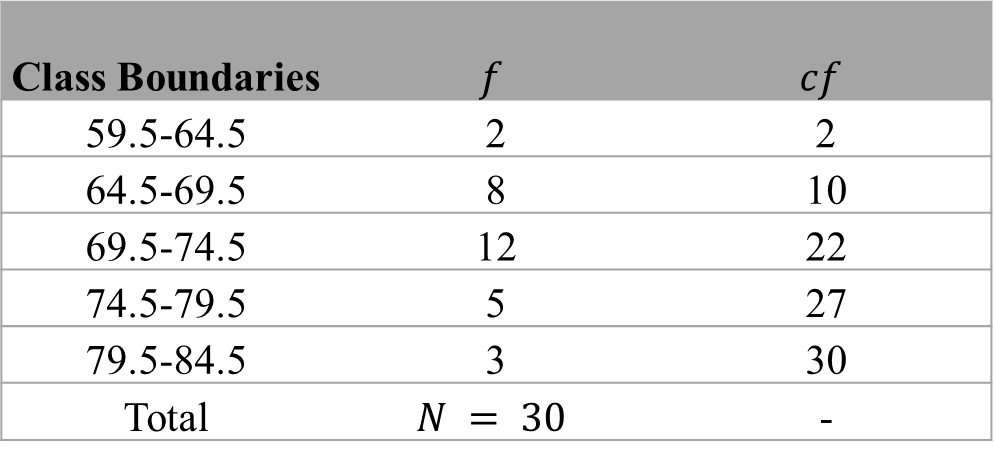 Class Boundaries f cf
59.5-64.5 2 2
64.5-69.5 8 10
69.5-74.5 12 22
74.5-79.5 5 27
79.5-84.5 3 30
Total N = 30 -